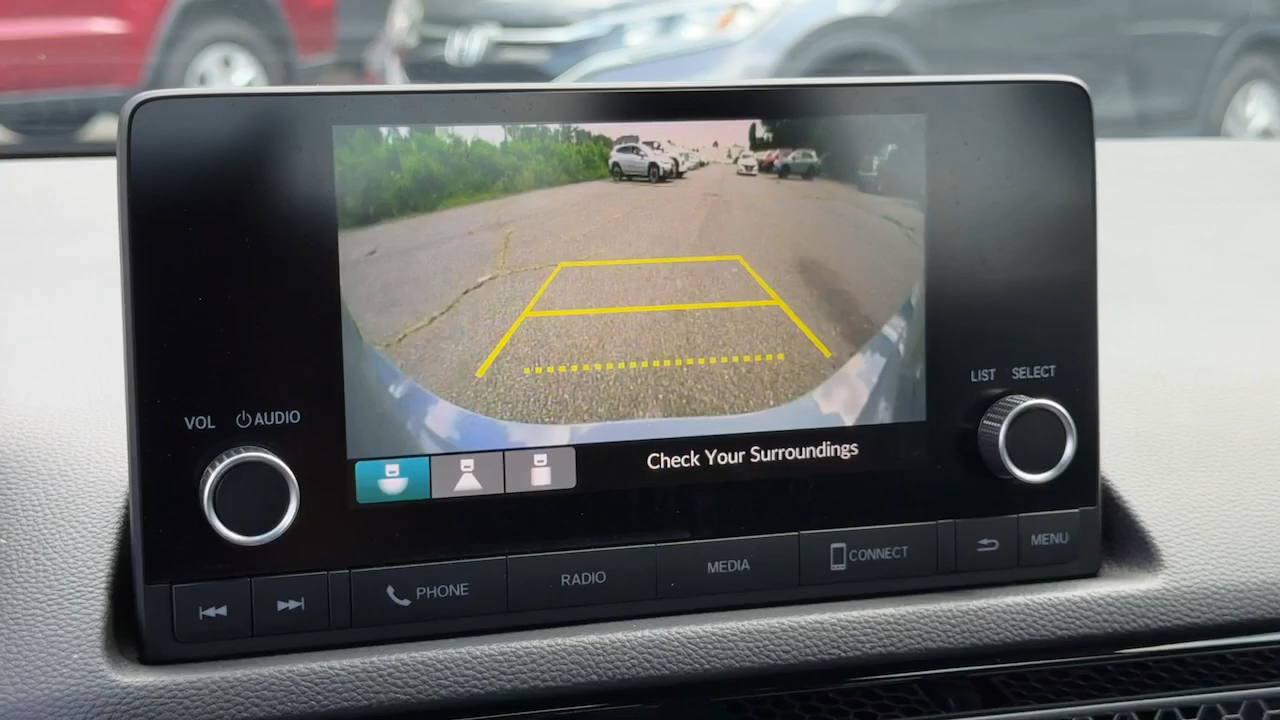 Check Your Surroundings
VOL AUDIO
LIST SELECT
PHONE
RADIO
MEDIA
CONNECT
MENU